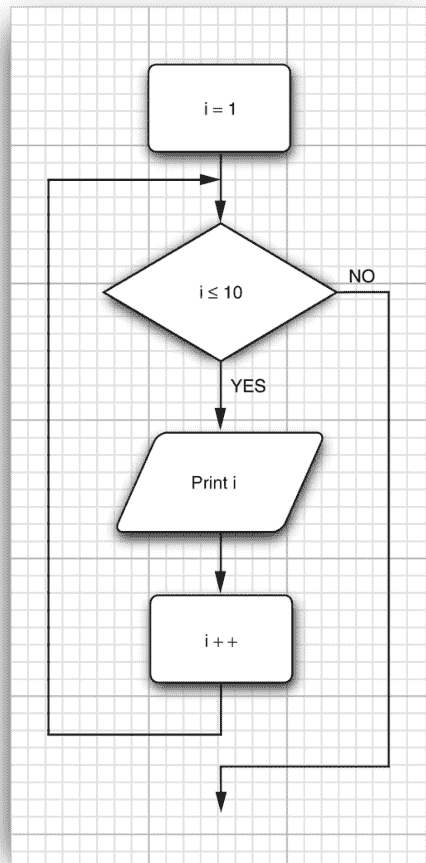 i = 1
i ≤ 10
NO
YES
Print i
i + +